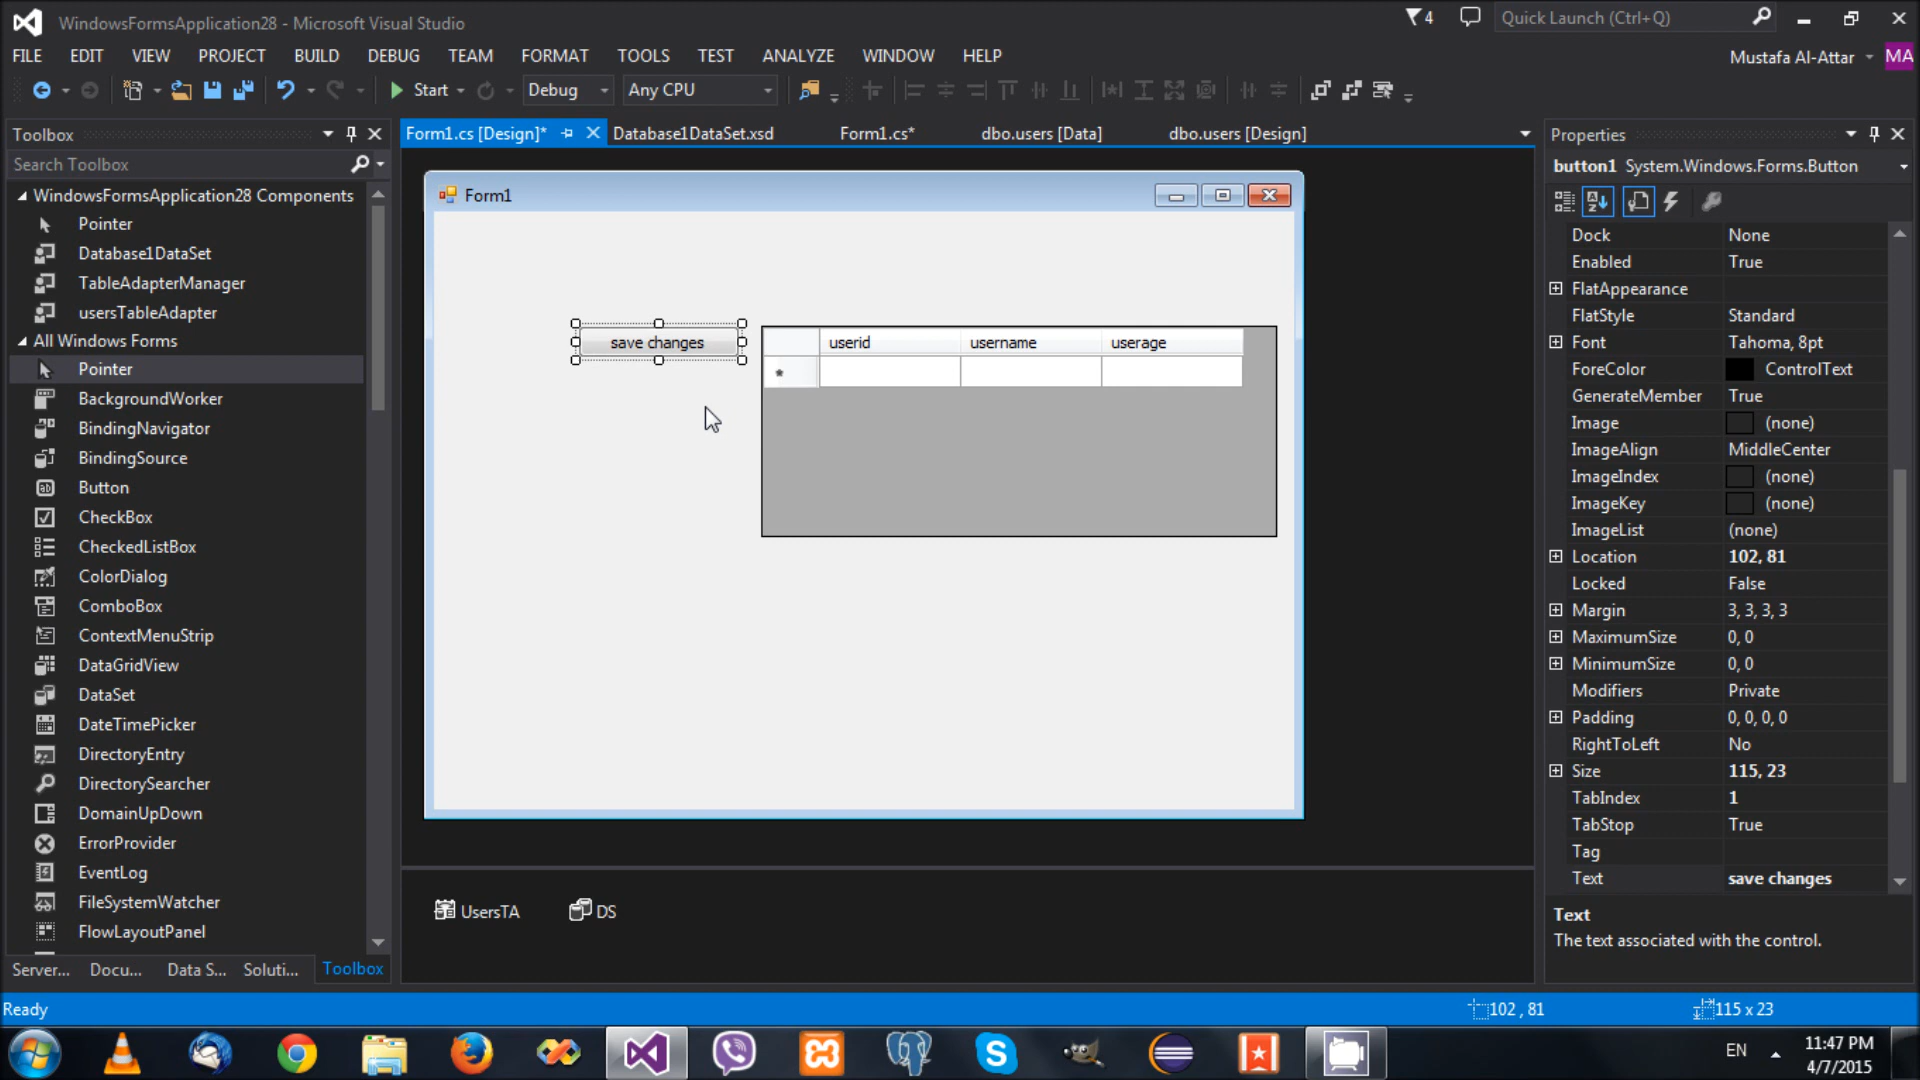 WindowsFormsApplication28 - Microsoft Visual Studio
4
Quick Launch (Ctrl+Q)
FILE EDIT VIEW PROJECT BUILD DEBUG TEAM FORMAT TOOLS TEST ANALYZE WINDOW HELP
Mustafa Al-Attar
MA
Start
Debug
Any CPU
Toolbox
Search Toolbox
WindowsFormsApplication28 Components
Pointer
Database1DataSet
TableAdapterManager
usersTableAdapter
All Windows Forms
Pointer
BackgroundWorker
BindingNavigator
BindingSource
Button
CheckBox
CheckedListBox
ColorDialog
ComboBox
ContextMenuStrip
DataGridView
DataSet
DateTimePicker
DirectoryEntry
DirectorySearcher
DomainUpDown
ErrorProvider
EventLog
FileSystemWatcher
FlowLayoutPanel
Server... Docu... Data S... Soluti... Toolbox
Form1.cs [Design]* Database1DataSet.xsd Form1.cs* dbo.users [Data] dbo.users [Design]
Form1
save changes
userid username userage
UsersTA
DS
Properties
button1 System.Windows.Forms.Button
Dock None
Enabled True
FlatAppearance
FlatStyle Standard
Font Tahoma, 8pt
ForeColor ControlText
GenerateMember True
Image (none)
ImageAlign MiddleCenter
ImageIndex (none)
ImageKey (none)
ImageList (none)
Location 102, 81
Locked False
Margin 3, 3, 3, 3
MaximumSize 0, 0
MinimumSize 0, 0
Modifiers Private
Padding 0, 0, 0, 0
RightToLeft No
Size 115, 23
TabIndex 1
TabStop True
Tag
Text save changes
Text
The text associated with the control.
Ready
102 , 81
115 x 23
EN
11:47 PM
4/7/2015